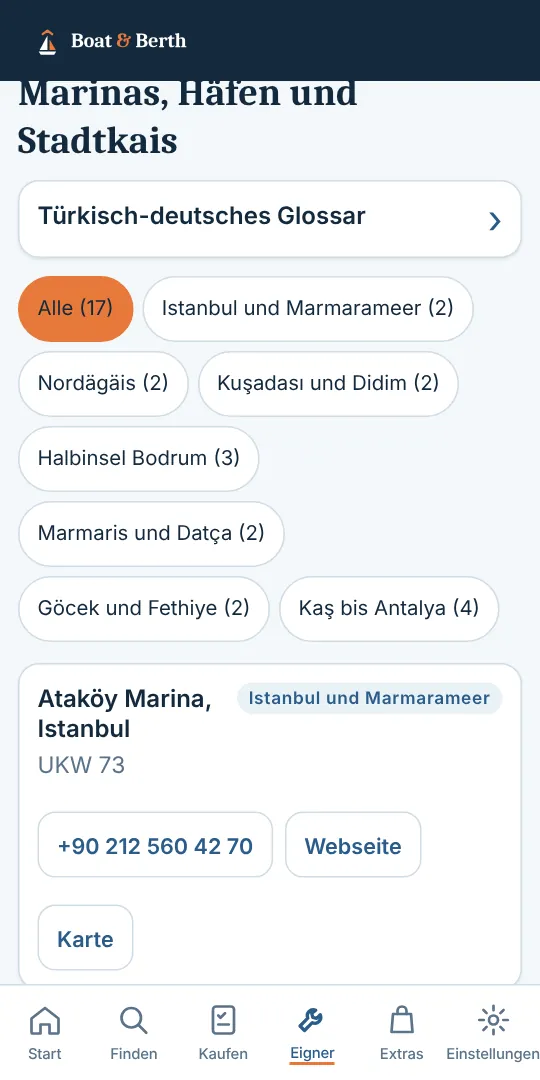 Boat & Berth
Marinas, Häfen und
Stadtkais
Türkisch-deutsches Glossar
Alle (17)
Istanbul und Marmarameer (2)
Nordägäis (2)
Kuşadası und Didim (2)
Halbinsel Bodrum (3)
Marmaris und Datça (2)
Göcek und Fethiye (2)
Kaş bis Antalya (4)
Ataköy Marina,
Istanbul
Istanbul und Marmarameer
UKW 73
+90 212 560 42 70
Webseite
Karte
Start
Finden
Kaufen
Eigner
Extras
Einstellungen